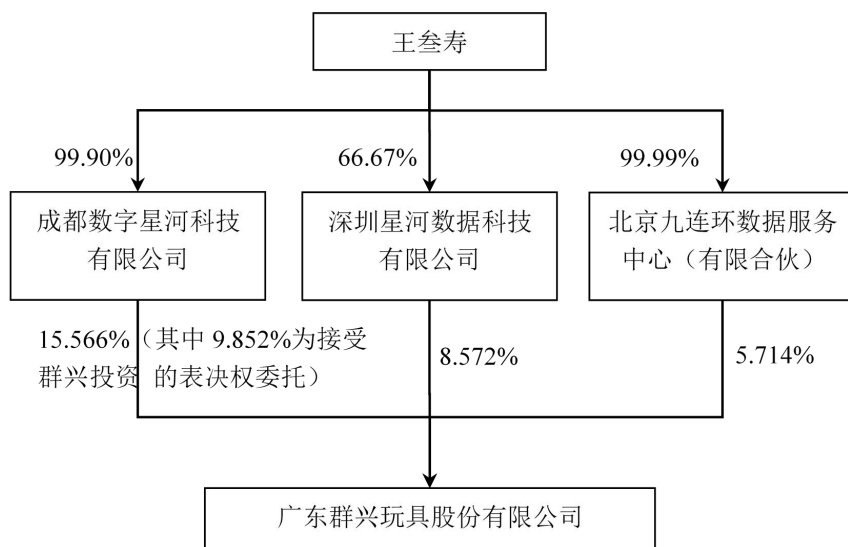 王叁寿
99.90%
66.67%
99.99%
成都数字星河科技
有限公司
深圳星河数据科技
有限公司
北京九连环数据服务
中心（有限合伙）
15.566%（其中 9.852%为接受
群兴投资 的表决权委托）
8.572%
5.714%
广东群兴玩具股份有限公司